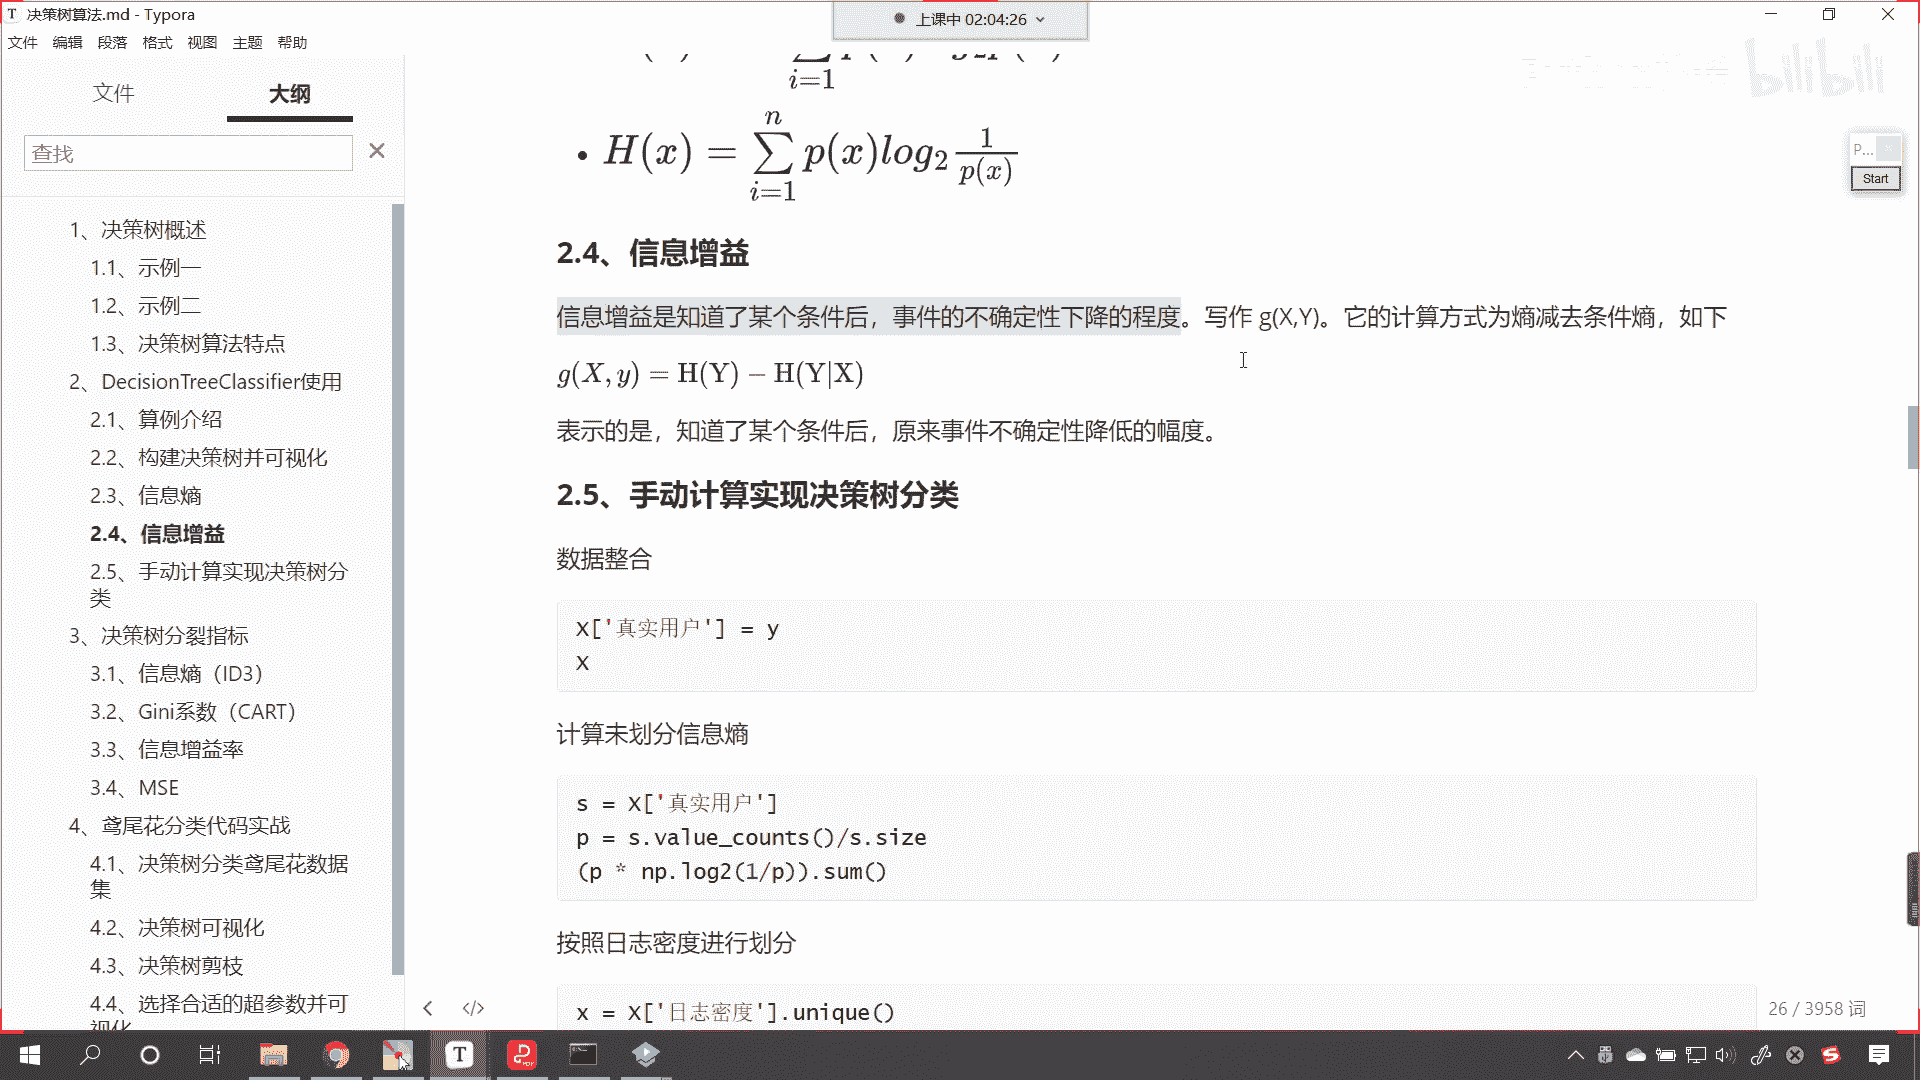 决策树算法.md - Typora
上课中 02:04:26
文件 编辑 段落 格式 视图 主题 帮助
文件 大纲
查找
1、决策树概述
1.1、示例一
1.2、示例二
1.3、决策树算法特点
2、DecisionTreeClassifier使用
2.1、算例介绍
2.2、构建决策树并可视化
2.3、信息熵
2.4、信息增益
2.5、手动计算实现决策树分
类
3、决策树分裂指标
3.1、信息熵（ID3）
3.2、Gini系数（CART）
3.3、信息增益率
3.4、MSE
4、鸢尾花分类代码实战
4.1、决策树分类鸢尾花数据
集
4.2、决策树可视化
4.3、决策树剪枝
4.4、选择合适的超参数并可
视化
i=1
• H(x) = \sum_{i=1}^{n} p(x)log_2 \frac{1}{p(x)}
2.4、信息增益
信息增益是知道了某个条件后，事件的不确定性下降的程度。写作 g(X,Y)。它的计算方式为熵减去条件熵，如下
g(X, y) = H(Y) − H(Y|X)
表示的是，知道了某个条件后，原来事件不确定性降低的幅度。
2.5、手动计算实现决策树分类
数据整合
X['真实用户'] = y
X
计算未划分信息熵
s = X['真实用户']
p = s.value_counts()/s.size
(p * np.log2(1/p)).sum()
按照日志密度进行划分
x = X['日志密度'].unique()
26 / 3958 词
bilibili
P...
Start